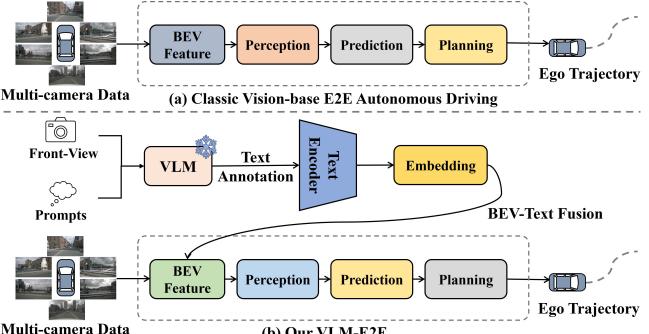 BEV
Feature
Perception
Prediction
Planning
Multi-camera Data
Ego Trajectory
(a) Classic Vision-base E2E Autonomous Driving
Front-View
Prompts
VLM
Text
Annotation
Text
Encoder
Embedding
BEV-Text Fusion
BEV
Feature
Perception
Prediction
Planning
Ego Trajectory
Multi-camera Data
(b) Our VLM-E2E